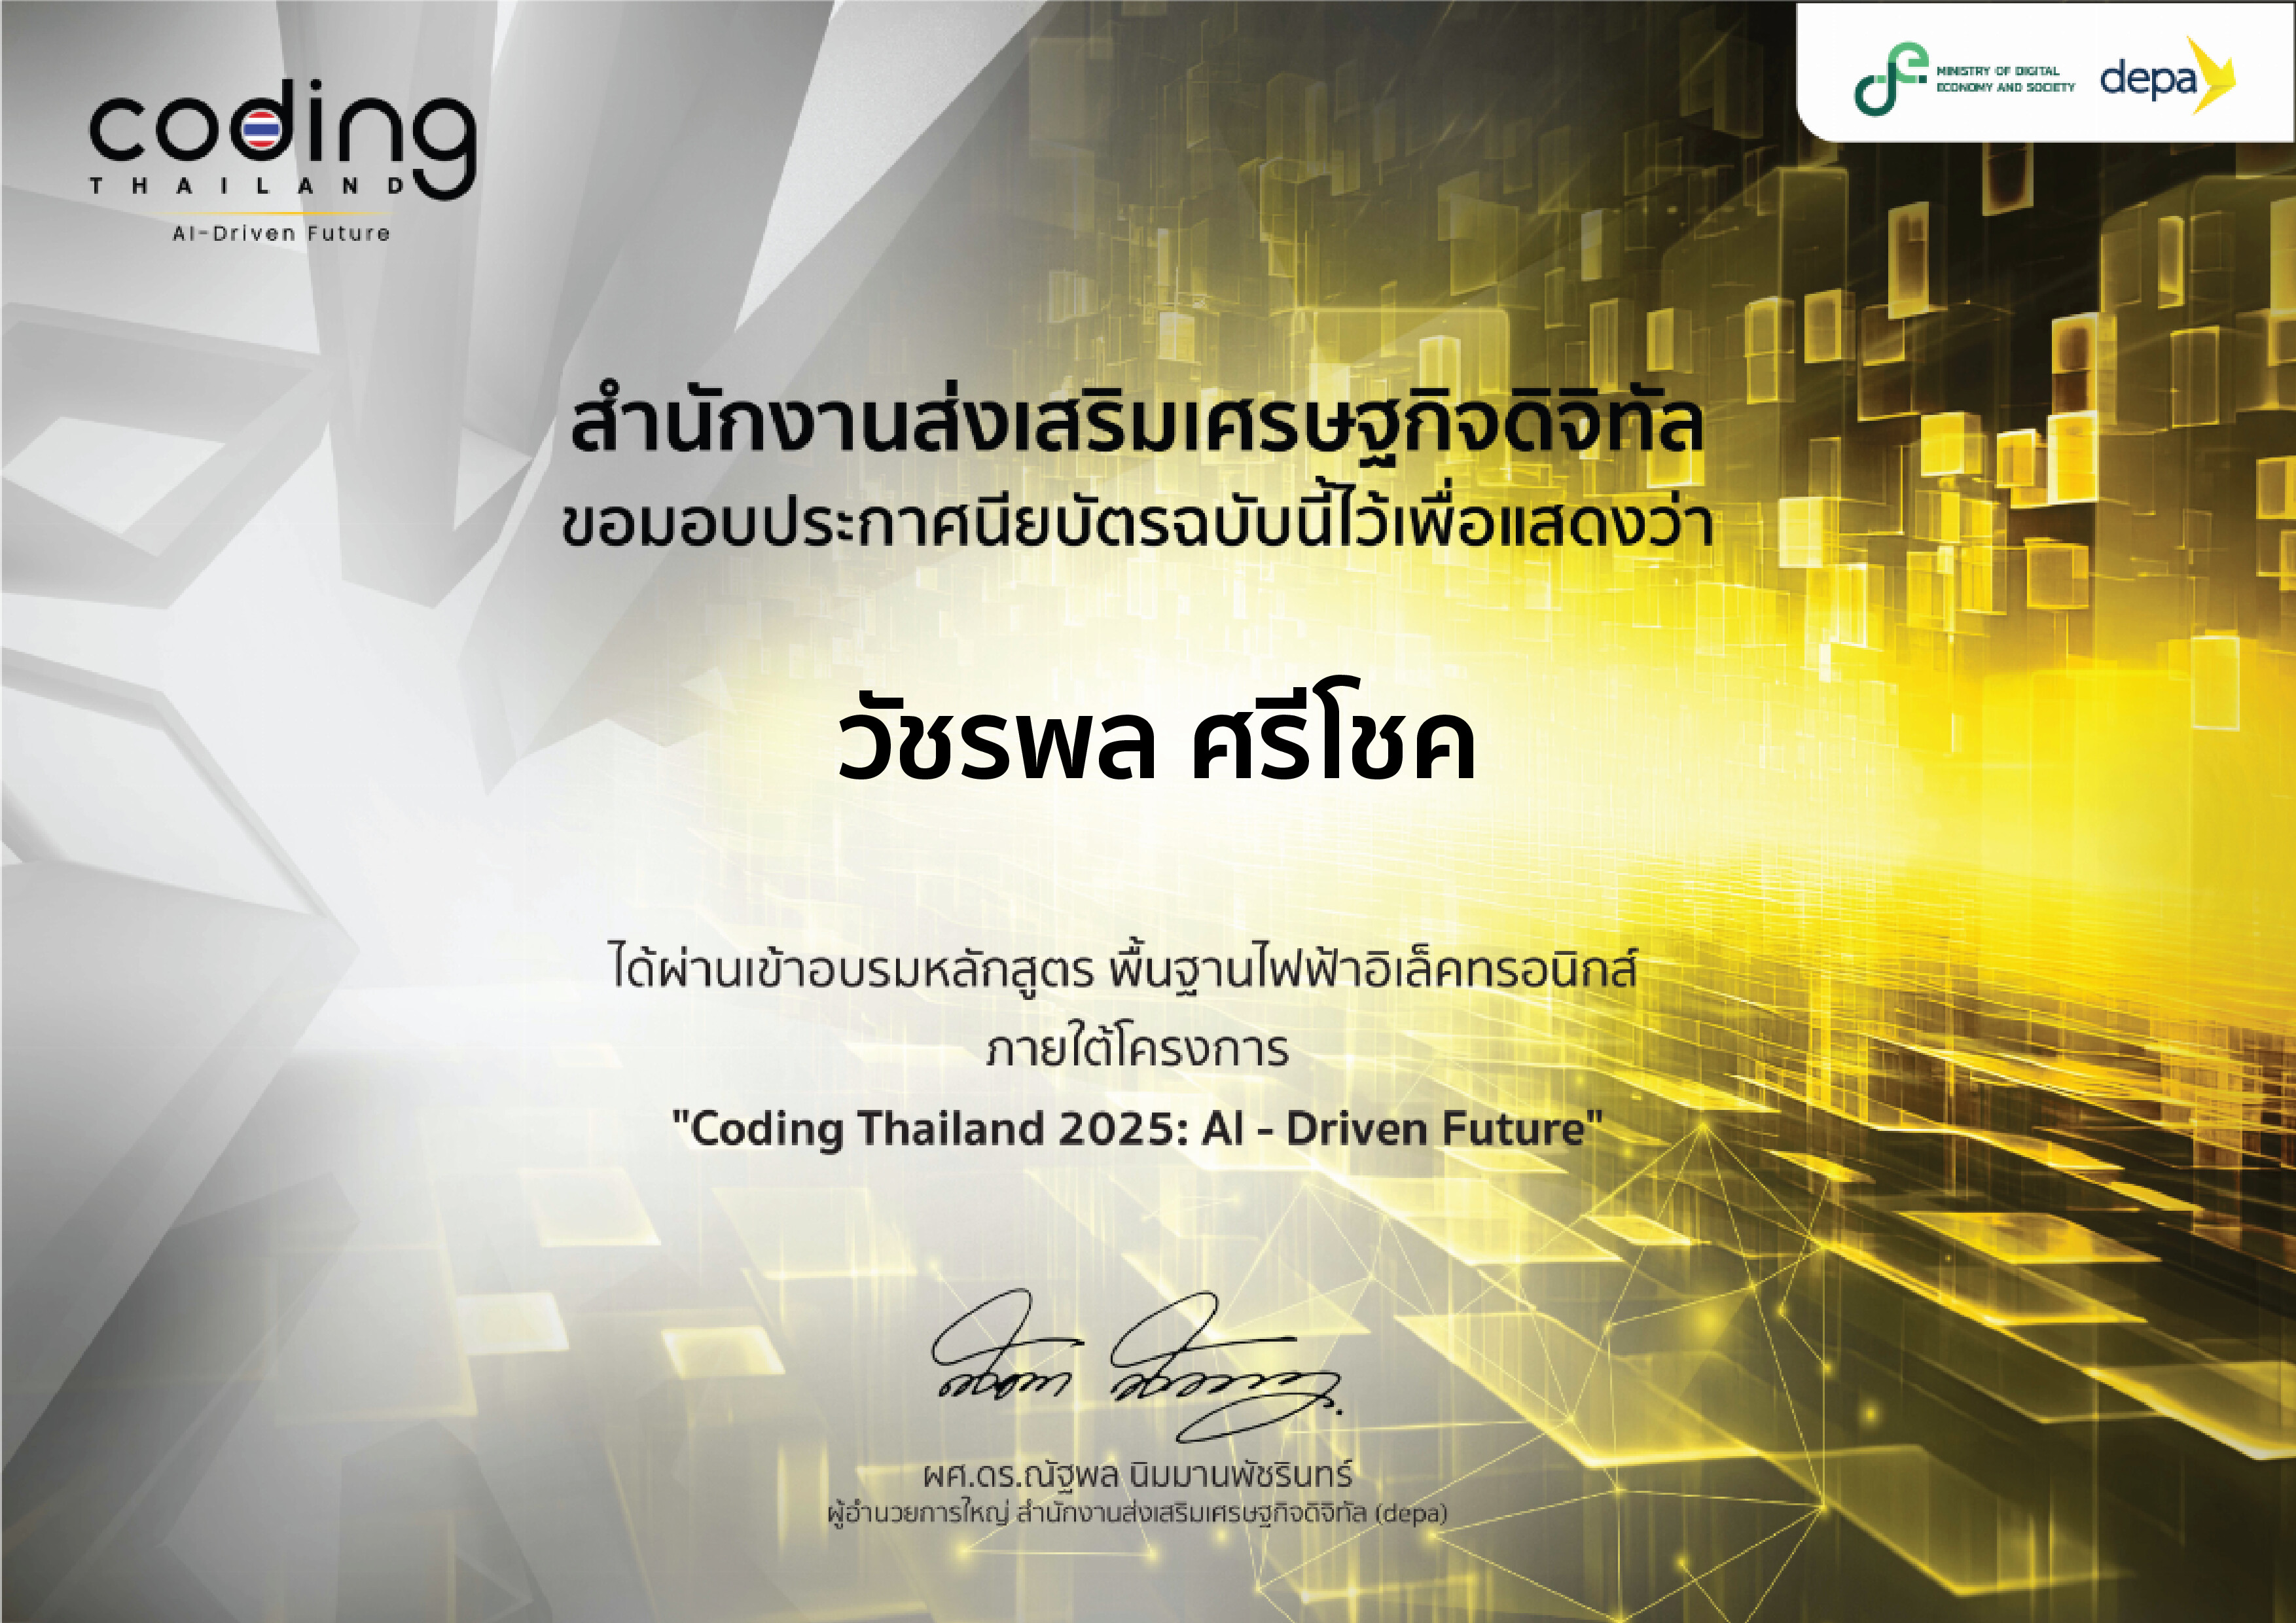 coding
THAILAND
AI-Driven Future
MINISTRY OF DIGITAL
ECONOMY AND SOCIETY
depa
สำนักงานส่งเสริมเศรษฐกิจดิจิทัล
ขอมอบประกาศนียบัตรฉบับนี้ไว้เพื่อแสดงว่า
วัชรพล ศรีโชค
ได้ผ่านเข้าอบรมหลักสูตร พื้นฐานไฟฟ้าอิเล็คทรอนิกส์
ภายใต้โครงการ
"Coding Thailand 2025: AI - Driven Future"
ผศ.ดร.ณัฐพล นิมมานพัชรินทร์
ผู้อำนวยการใหญ่ สำนักงานส่งเสริมเศรษฐกิจดิจิทัล (depa)